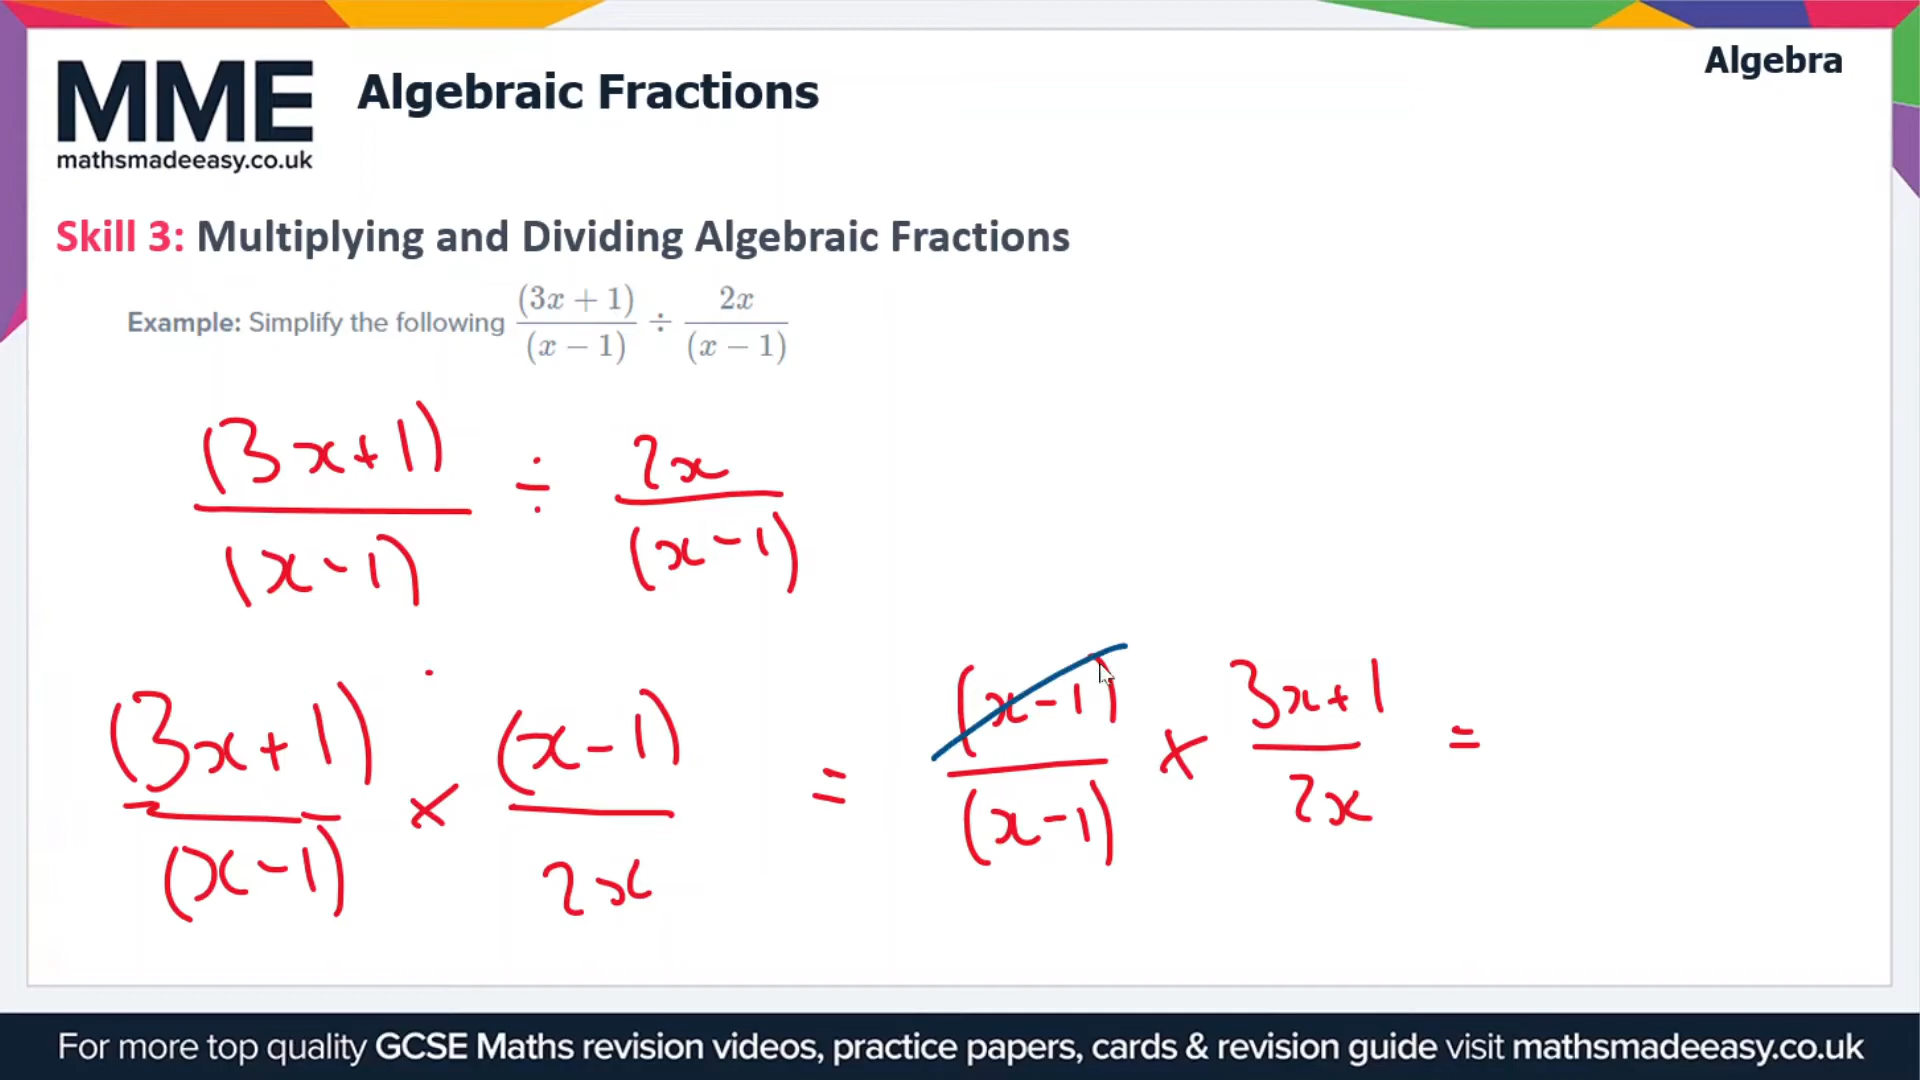 Algebra
MME
mathsmadeeasy.co.uk
Algebraic Fractions
Skill 3: Multiplying and Dividing Algebraic Fractions
Example: Simplify the following (3x + 1)/(x − 1) ÷ 2x/(x − 1)
(3x+1)/(x-1) ÷ 2x/(x-1)
(3x+1)/(x-1) × (x-1)/2x = (x-1)/(x-1) × 3x+1/2x =
For more top quality GCSE Maths revision videos, practice papers, cards & revision guide visit mathsmadeeasy.co.uk